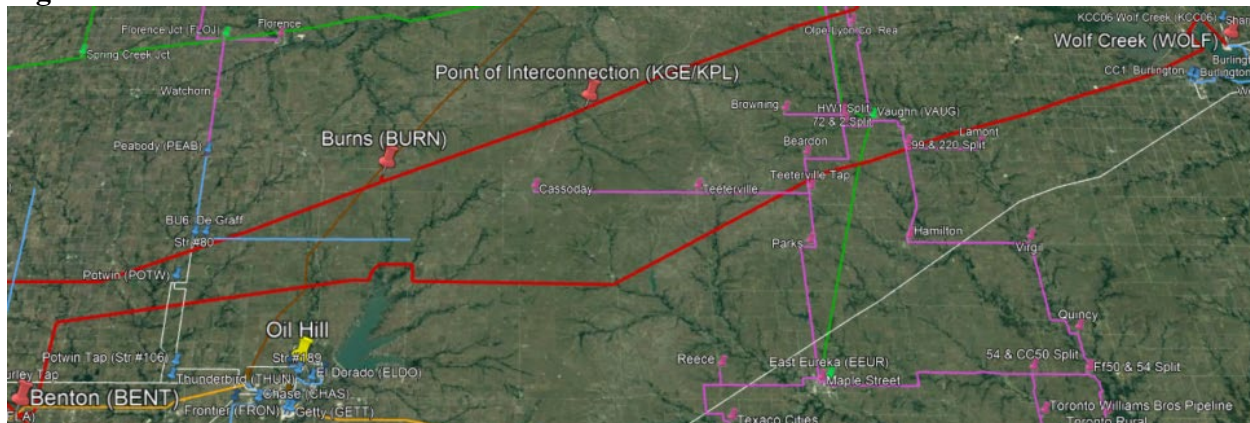 Florence Jct (FLOJ)
Florence
Spring Creek Jct
Watchorn
Peabody (PEAB)
Burns (BURN)
Point of Interconnection (KGE/KPL)
Olpe Lyon Co. Rea
KCC06 Wolf Creek (KCC06)
Wolf Creek (WOLF)
CC1 Burlington
Burlington
Browning
HW1 Split
72 & 2 Split
Vaughn (VAUG)
Beardon
Lamont
99 & 220 Split
Teeterville Tap
Cassoday
Teeterville
BU6 De Graff
Str #80
Parks
Hamilton
Virgil
Potwin (POTW)
Oil Hill
Str #189
Quincy
Potwin Tap (Str #106)
Thunderbird (THUN)
El Dorado (ELDO)
Reece
East Eureka (EEUR)
54 & CC50 Split
Ff50 & 54 Split
Maple Street
Benton (BENT)
Chase (CHAS)
Frontier (FRON)
Getty (GETT)
Texaco Cities
Toronto Williams Bros Pipeline
Toronto Rural